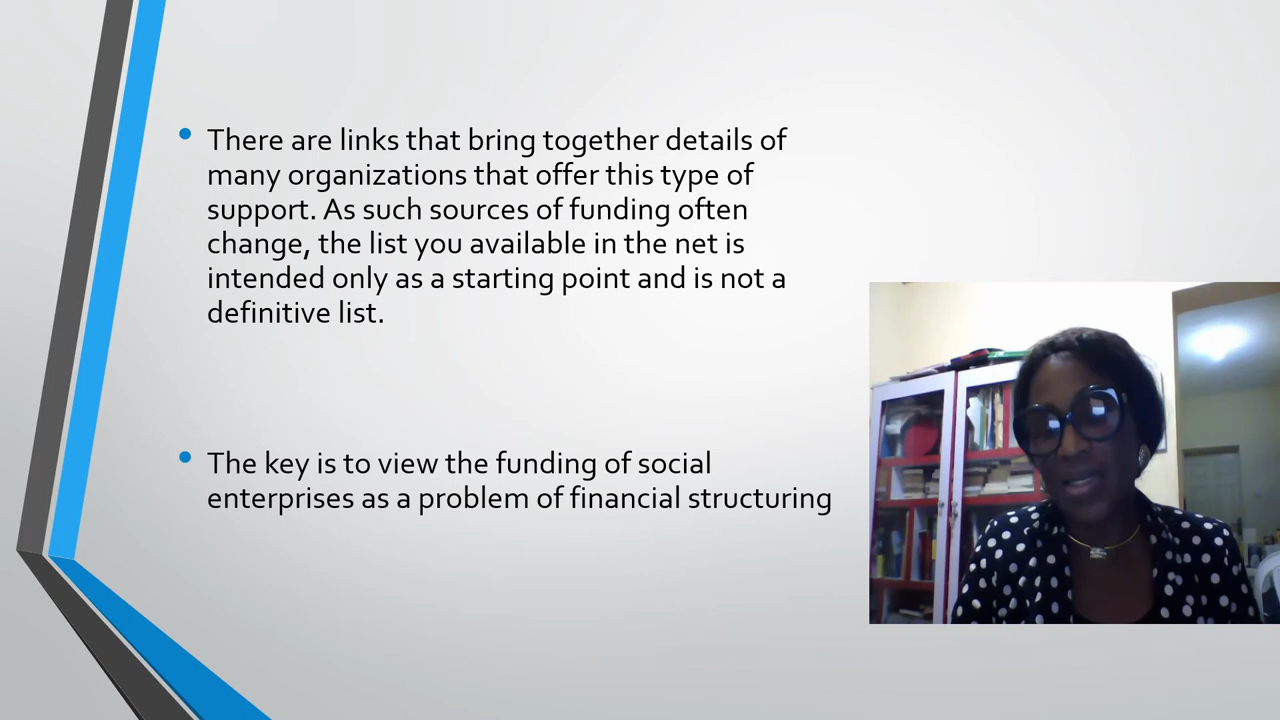 There are links that bring together details of
many organizations that offer this type of
support. As such sources of funding often
change, the list you available in the net is
intended only as a starting point and is not a
definitive list.
The key is to view the funding of social
enterprises as a problem of financial structuring